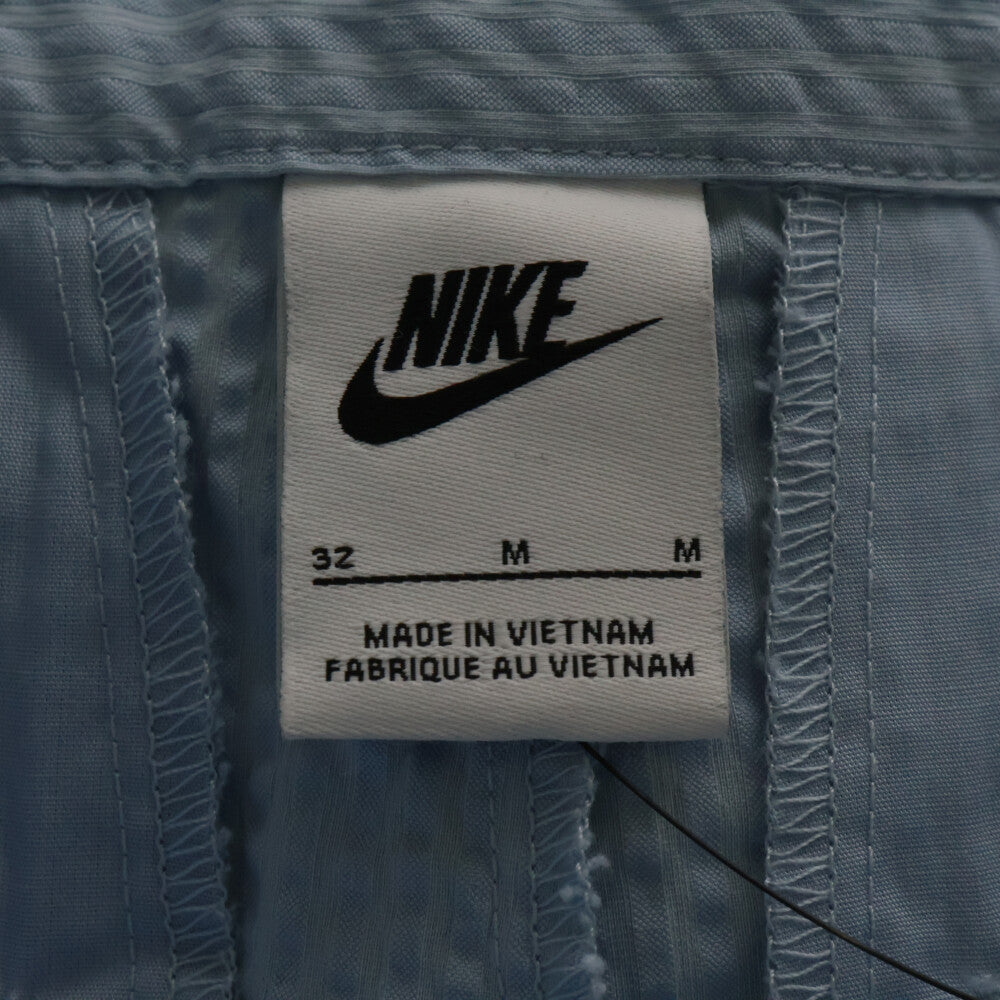 NIKE
32 M M
MADE IN VIETNAM
FABRIQUE AU VIETNAM